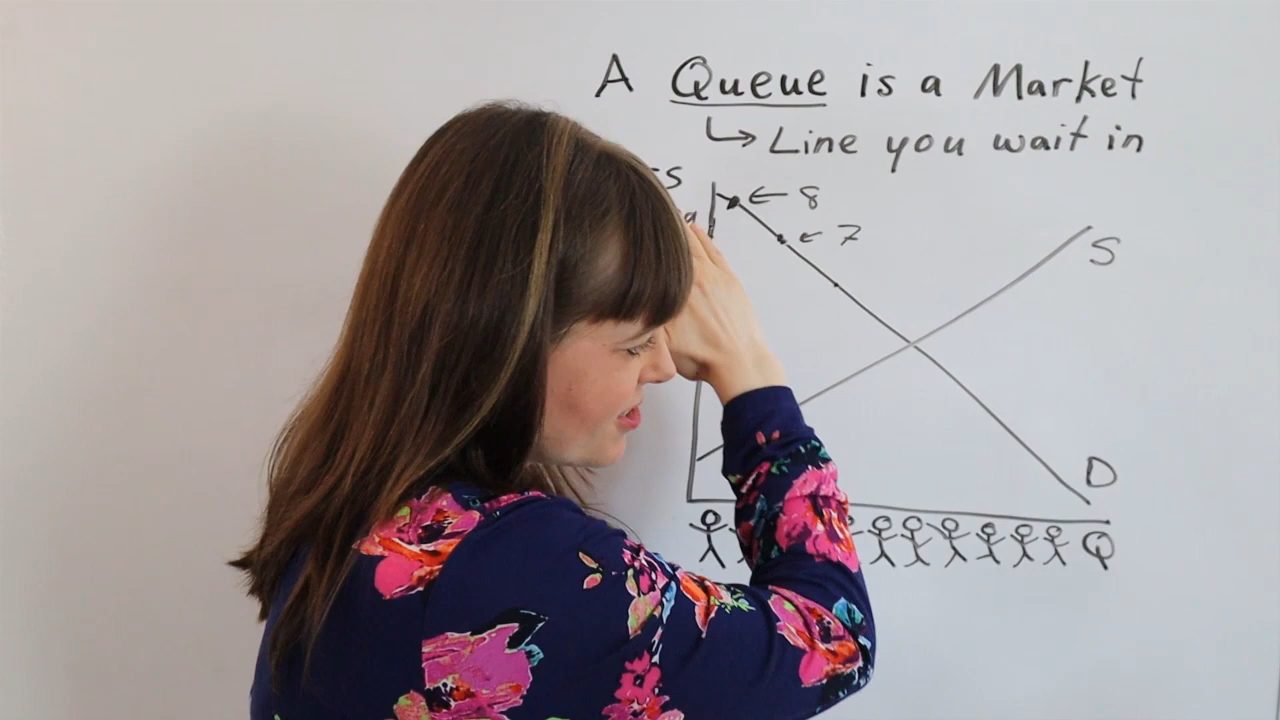 A Queue is a Market
↳ Line you wait in
← 8
← 7
S
D
Q